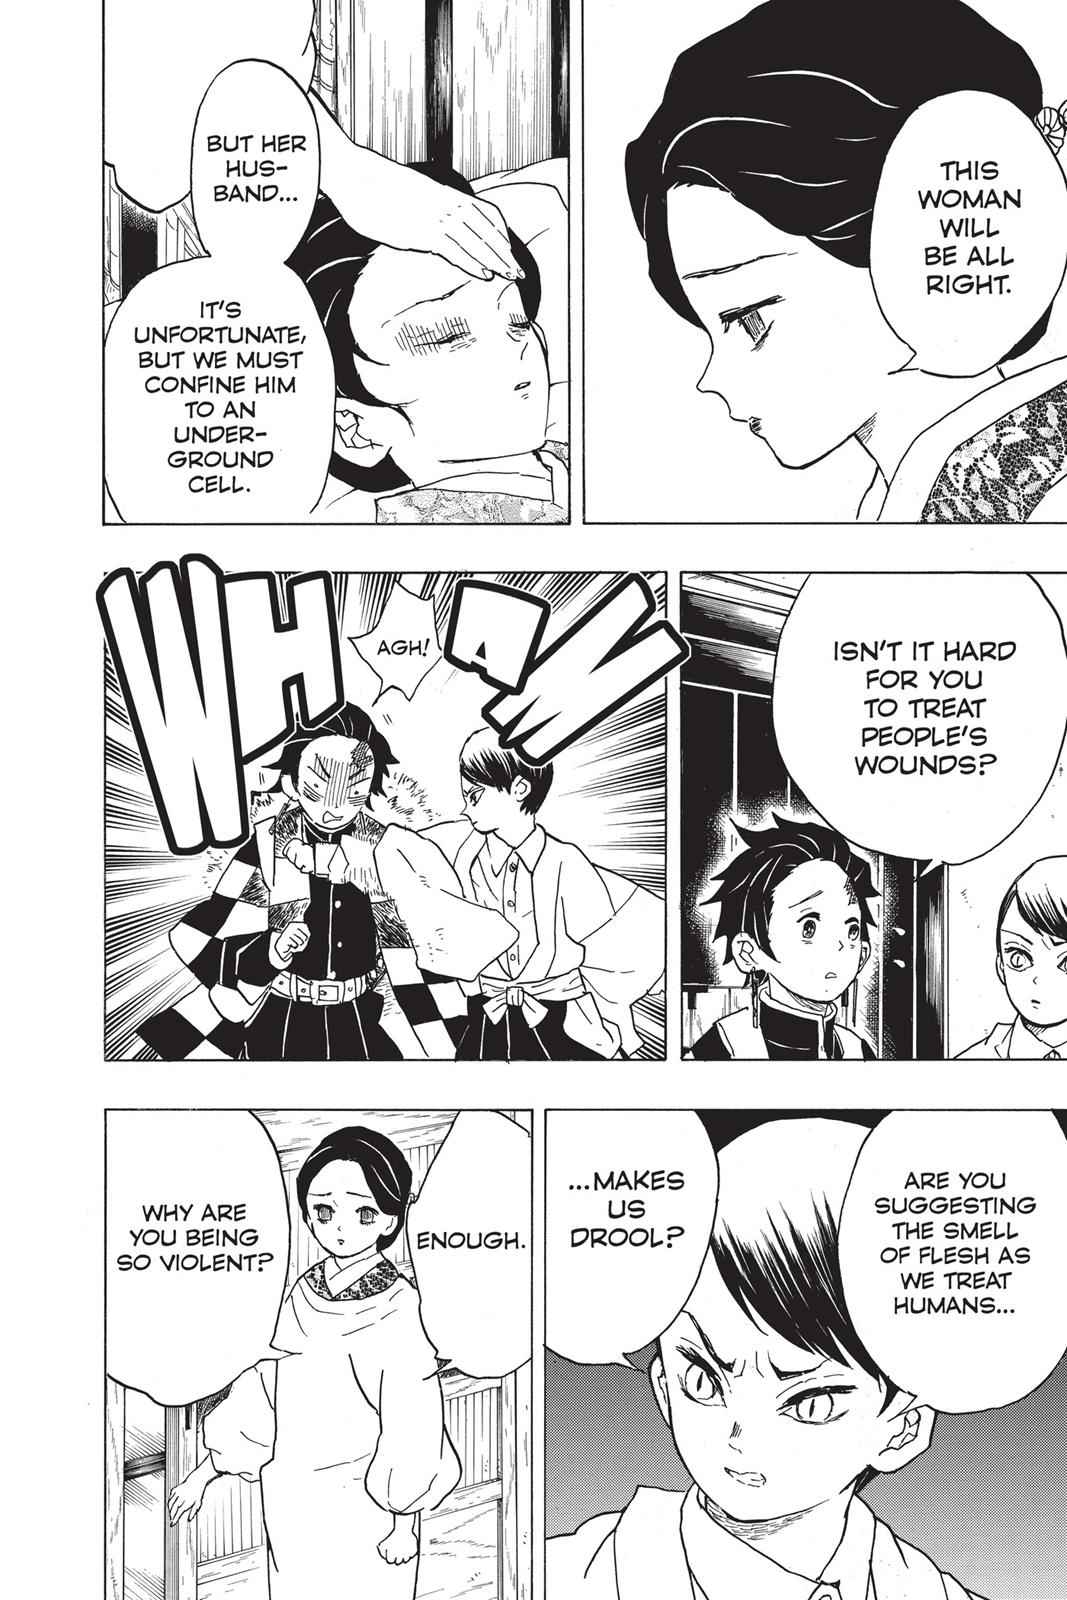 THIS
WOMAN
WILL
BE ALL
RIGHT.
BUT HER
HUS-
BAND...
IT'S
UNFORTUNATE,
BUT WE MUST
CONFINE HIM
TO AN
UNDER-
GROUND
CELL.
ISN'T IT HARD
FOR YOU
TO TREAT
PEOPLE'S
WOUNDS?
WHAM
AGH!
ARE YOU
SUGGESTING
THE SMELL
OF FLESH AS
WE TREAT
HUMANS...
...MAKES
US
DROOL?
ENOUGH.
WHY ARE
YOU BEING
SO VIOLENT?